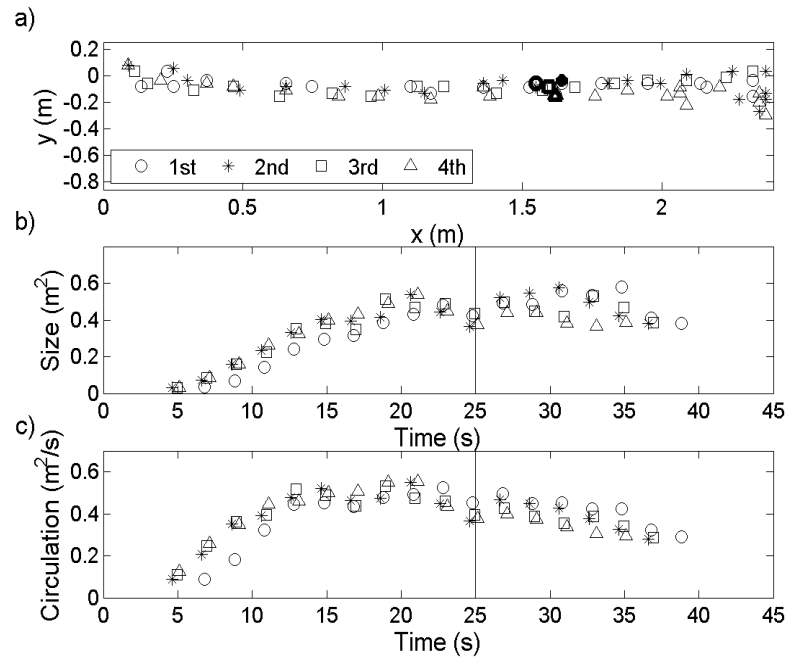 a)
0.2
0
-0.2
-0.4
-0.6
-0.8
y (m)
1st 2nd 3rd 4th
0 0.5 1 1.5 2
x (m)
b)
0.6
0.4
0.2
0
Size (m²)
0 5 10 15 20 25 30 35 40 45
Time (s)
c)
0.6
0.4
0.2
0
Circulation (m²/s)
0 5 10 15 20 25 30 35 40 45
Time (s)